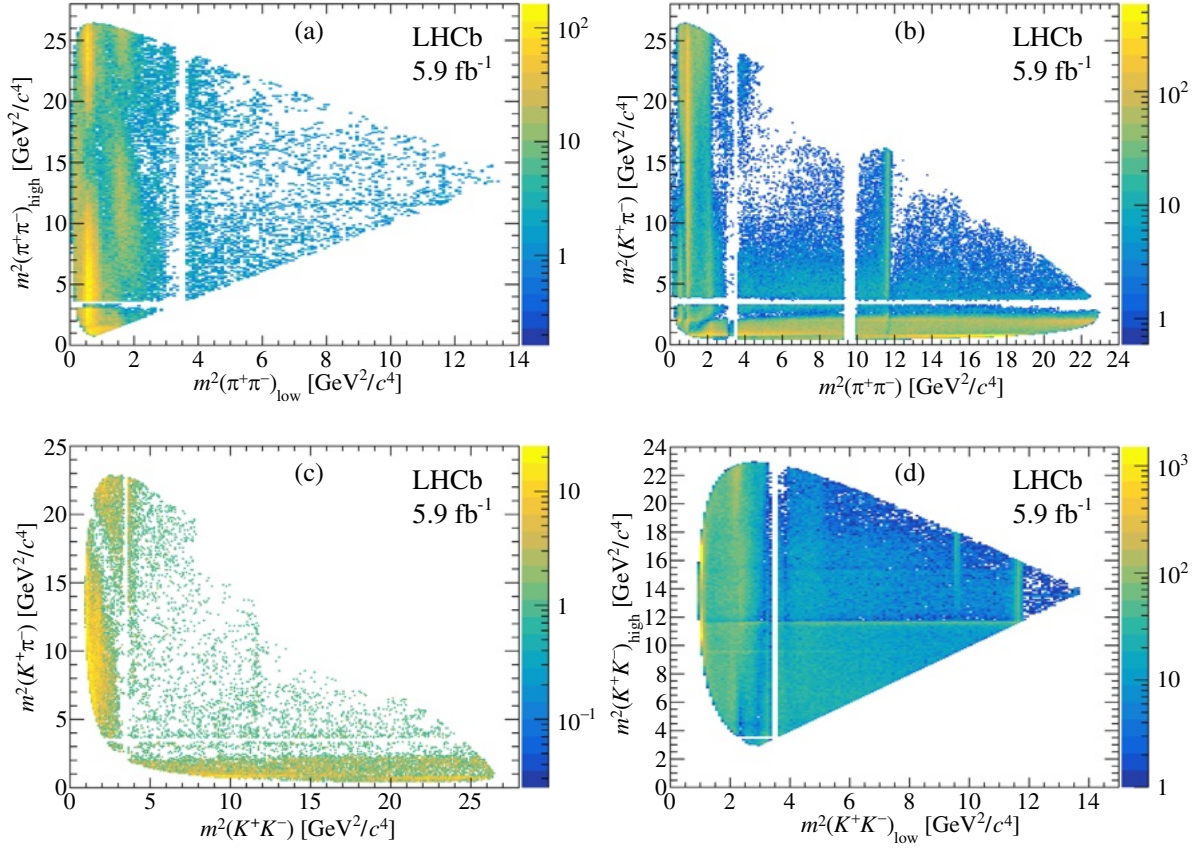 (a)
LHCb
5.9 fb⁻¹
m²(π⁺π⁻)high [GeV²/c⁴]
25
20
15
10
5
0
0 2 4 6 8 10 12 14
m²(π⁺π⁻)low [GeV²/c⁴]
10²
10
1
(b)
LHCb
5.9 fb⁻¹
m²(K⁺π⁻) [GeV²/c⁴]
25
20
15
10
5
0
0 2 4 6 8 10 12 14 16 18 20 22 24
m²(π⁺π⁻) [GeV²/c⁴]
10²
10
1
(c)
LHCb
5.9 fb⁻¹
m²(K⁺π⁻) [GeV²/c⁴]
25
20
15
10
5
0
0 5 10 15 20 25
m²(K⁺K⁻) [GeV²/c⁴]
10
1
10⁻¹
(d)
LHCb
5.9 fb⁻¹
m²(K⁺K⁻)high [GeV²/c⁴]
24
22
20
18
16
14
12
10
8
6
4
2
0
0 2 4 6 8 10 12 14
m²(K⁺K⁻)low [GeV²/c⁴]
10³
10²
10
1